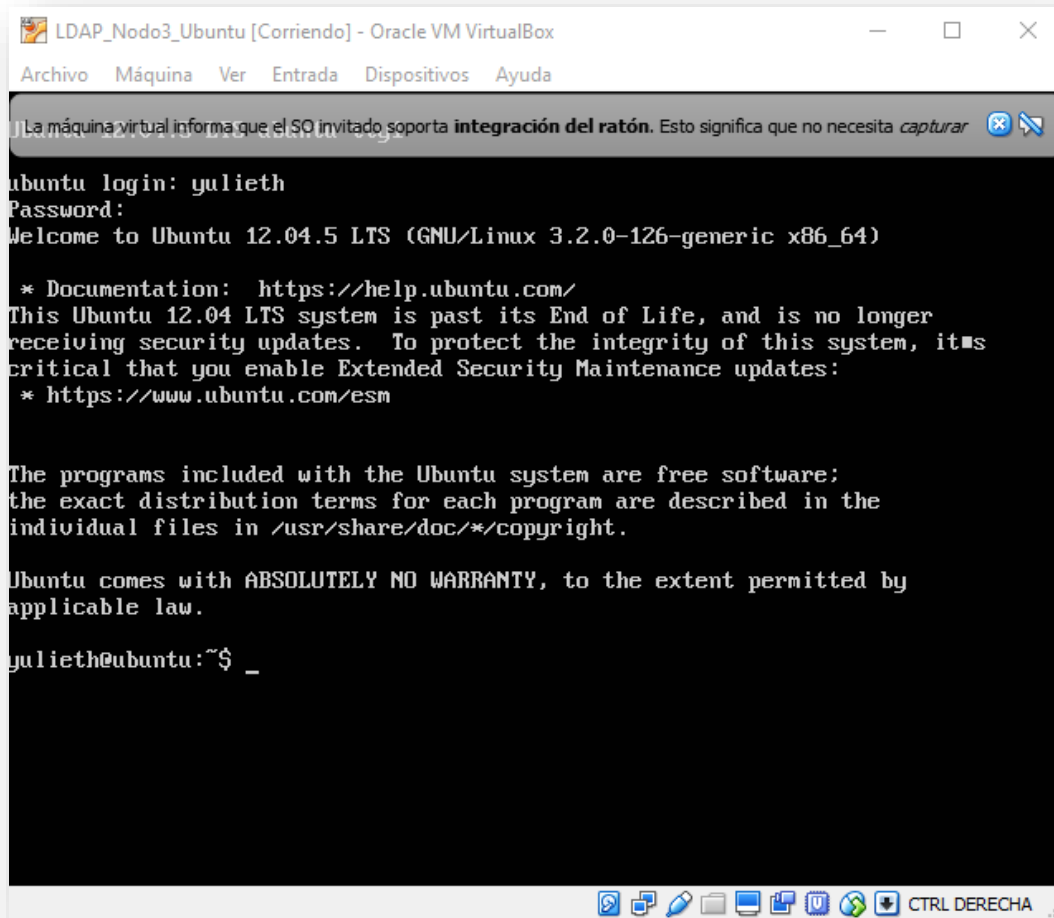 LDAP_Nodo3_Ubuntu [Corriendo] - Oracle VM VirtualBox
Archivo Máquina Ver Entrada Dispositivos Ayuda
La máquina virtual informa que el SO invitado soporta integración del ratón. Esto significa que no necesita capturar
ubuntu login: yulieth
Password:
Welcome to Ubuntu 12.04.5 LTS (GNU/Linux 3.2.0-126-generic x86_64)
* Documentation: https://help.ubuntu.com/
This Ubuntu 12.04 LTS system is past its End of Life, and is no longer
receiving security updates. To protect the integrity of this system, it■s
critical that you enable Extended Security Maintenance updates:
* https://www.ubuntu.com/esm
The programs included with the Ubuntu system are free software;
the exact distribution terms for each program are described in the
individual files in /usr/share/doc/*/copyright.
Ubuntu comes with ABSOLUTELY NO WARRANTY, to the extent permitted by
applicable law.
yulieth@ubuntu:~$ _
CTRL DERECHA